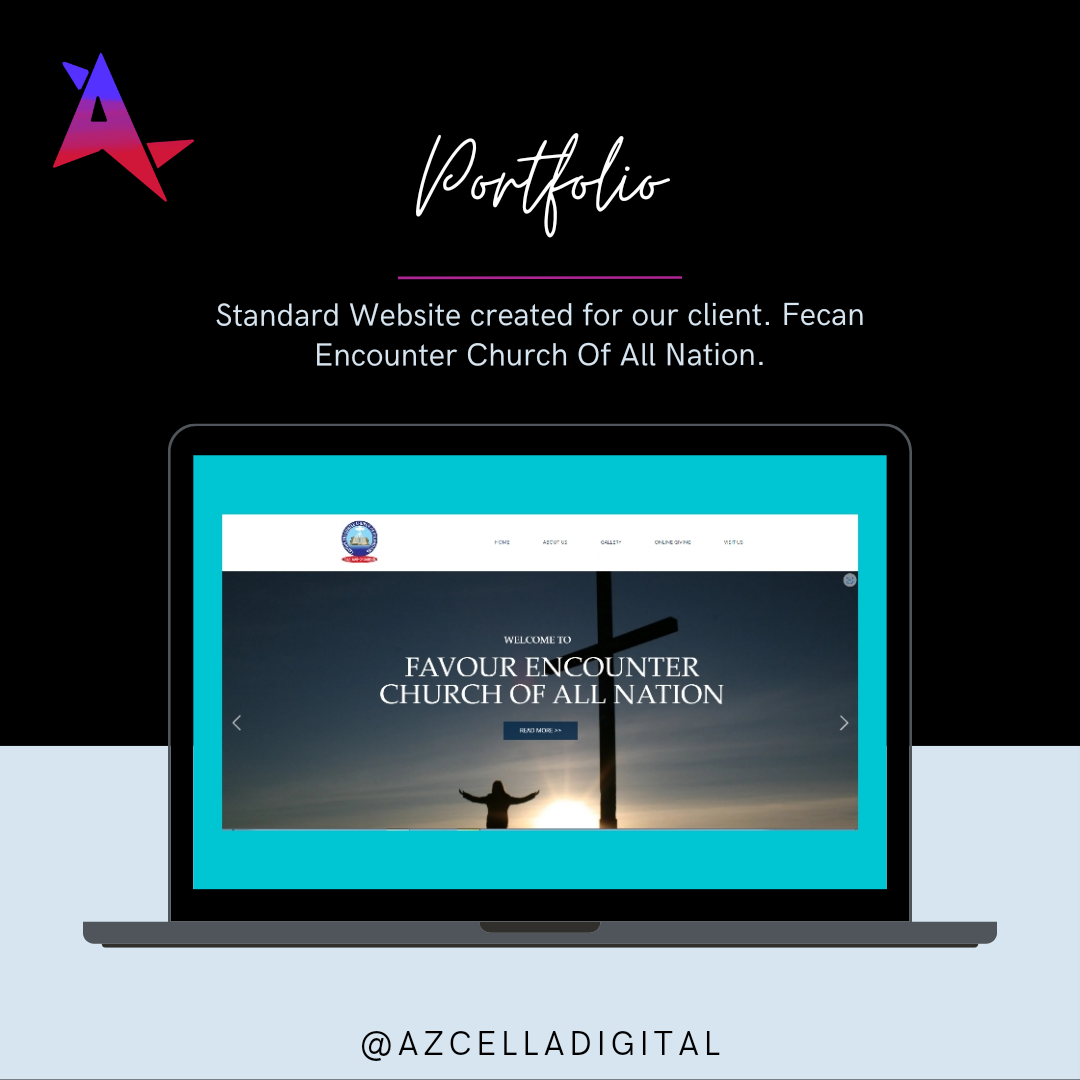 Portfolio
Standard Website created for our client. Fecan
Encounter Church Of All Nation.
HOME ABOUT US GALLERY ONLINE GIVING VISIT US
WELCOME TO
FAVOUR ENCOUNTER
CHURCH OF ALL NATION
READ MORE >>
@AZCELLADIGITAL